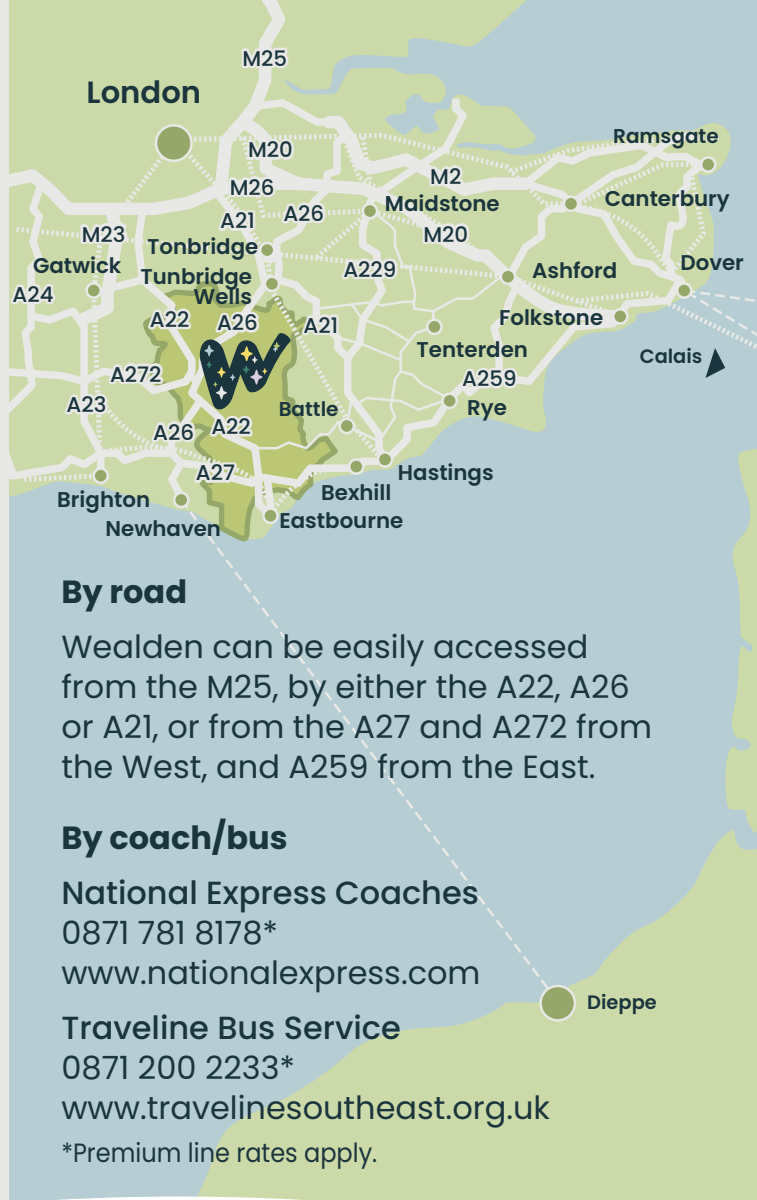 M25
London
Ramsgate
M20
M2
M26
Canterbury
Maidstone
A21
A26
M23
M20
Tonbridge
Gatwick
Tunbridge
Wells
A229
Ashford
Dover
A24
A22
A26
A21
Folkstone
Tenterden
Calais
A272
A259
A23
Battle
Rye
A26
A22
A27
Hastings
Brighton
Bexhill
Newhaven
Eastbourne
By road
Wealden can be easily accessed
from the M25, by either the A22, A26
or A21, or from the A27 and A272 from
the West, and A259 from the East.
By coach/bus
National Express Coaches
0871 781 8178*
www.nationalexpress.com
Dieppe
Traveline Bus Service
0871 200 2233*
www.travelinesoutheast.org.uk
*Premium line rates apply.